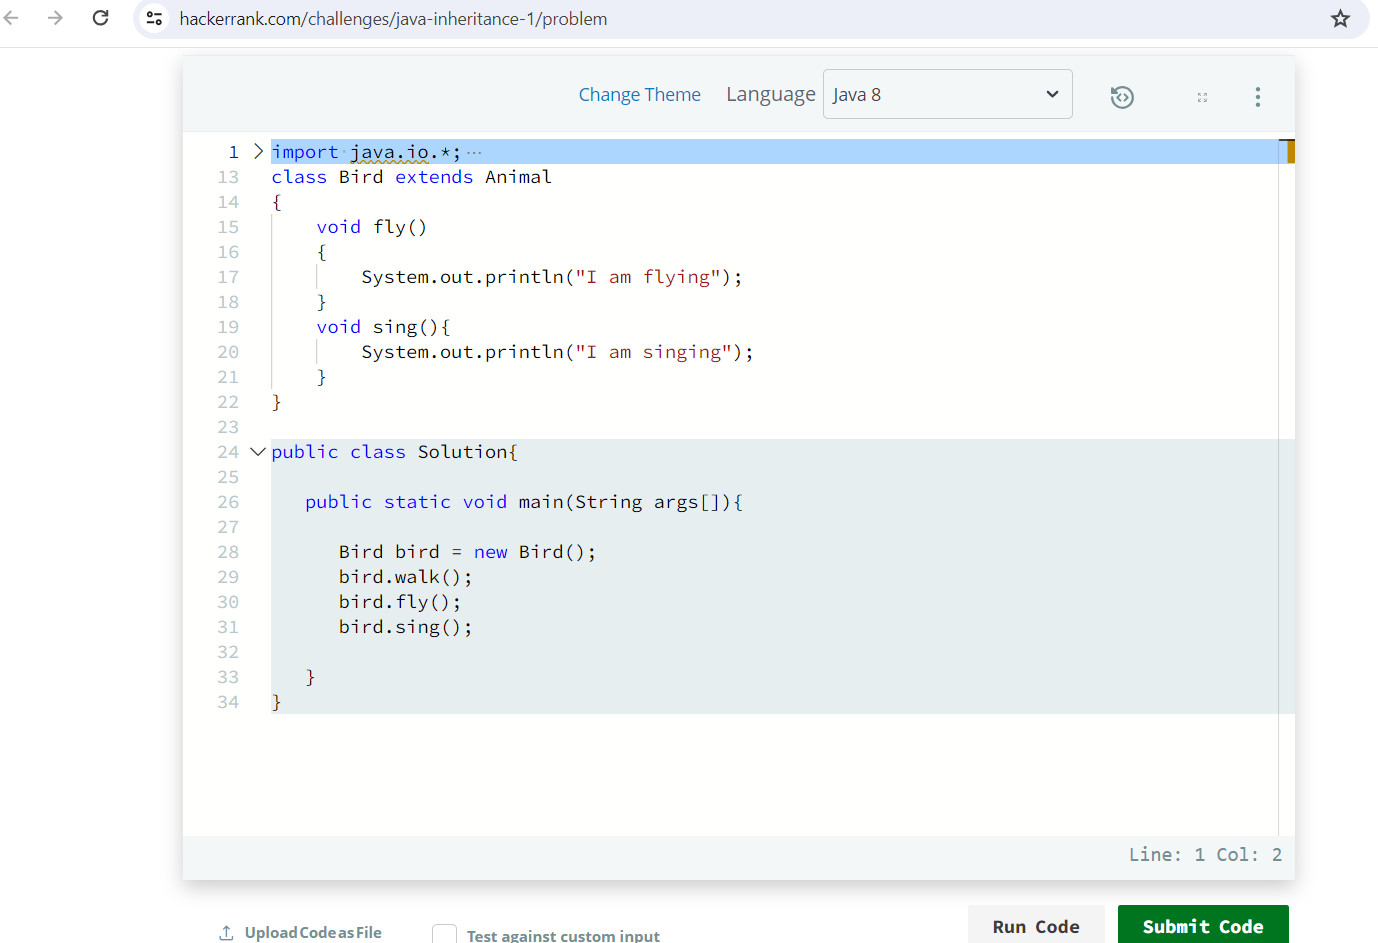 hackerrank.com/challenges/java-inheritance-1/problem
Change Theme Language Java 8
1 import java.io.*; ···
13 class Bird extends Animal
14 {
15     void fly()
16     {
17         System.out.println("I am flying");
18     }
19     void sing(){
20         System.out.println("I am singing");
21     }
22 }
23
24 public class Solution{
25
26    public static void main(String args[]){
27
28       Bird bird = new Bird();
29       bird.walk();
30       bird.fly();
31       bird.sing();
32
33    }
34 }
Line: 1 Col: 2
Upload Code as File Test against custom input Run Code Submit Code